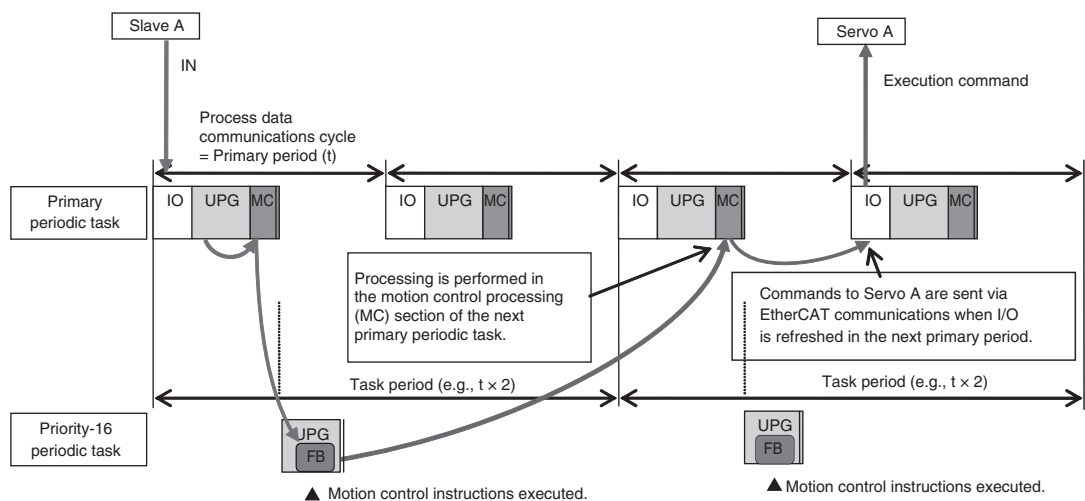 Slave A
Servo A
IN
Execution command
Process data
communications cycle
= Primary period (t)
Primary
periodic task
IO UPG MC
IO UPG MC
IO UPG MC
IO UPG MC
Processing is performed in
the motion control processing
(MC) section of the next
primary periodic task.
Commands to Servo A are sent via
EtherCAT communications when I/O
is refreshed in the next primary period.
Task period (e.g., t × 2)
Task period (e.g., t × 2)
Priority-16
periodic task
UPG
FB
UPG
FB
▲ Motion control instructions executed.
▲ Motion control instructions executed.